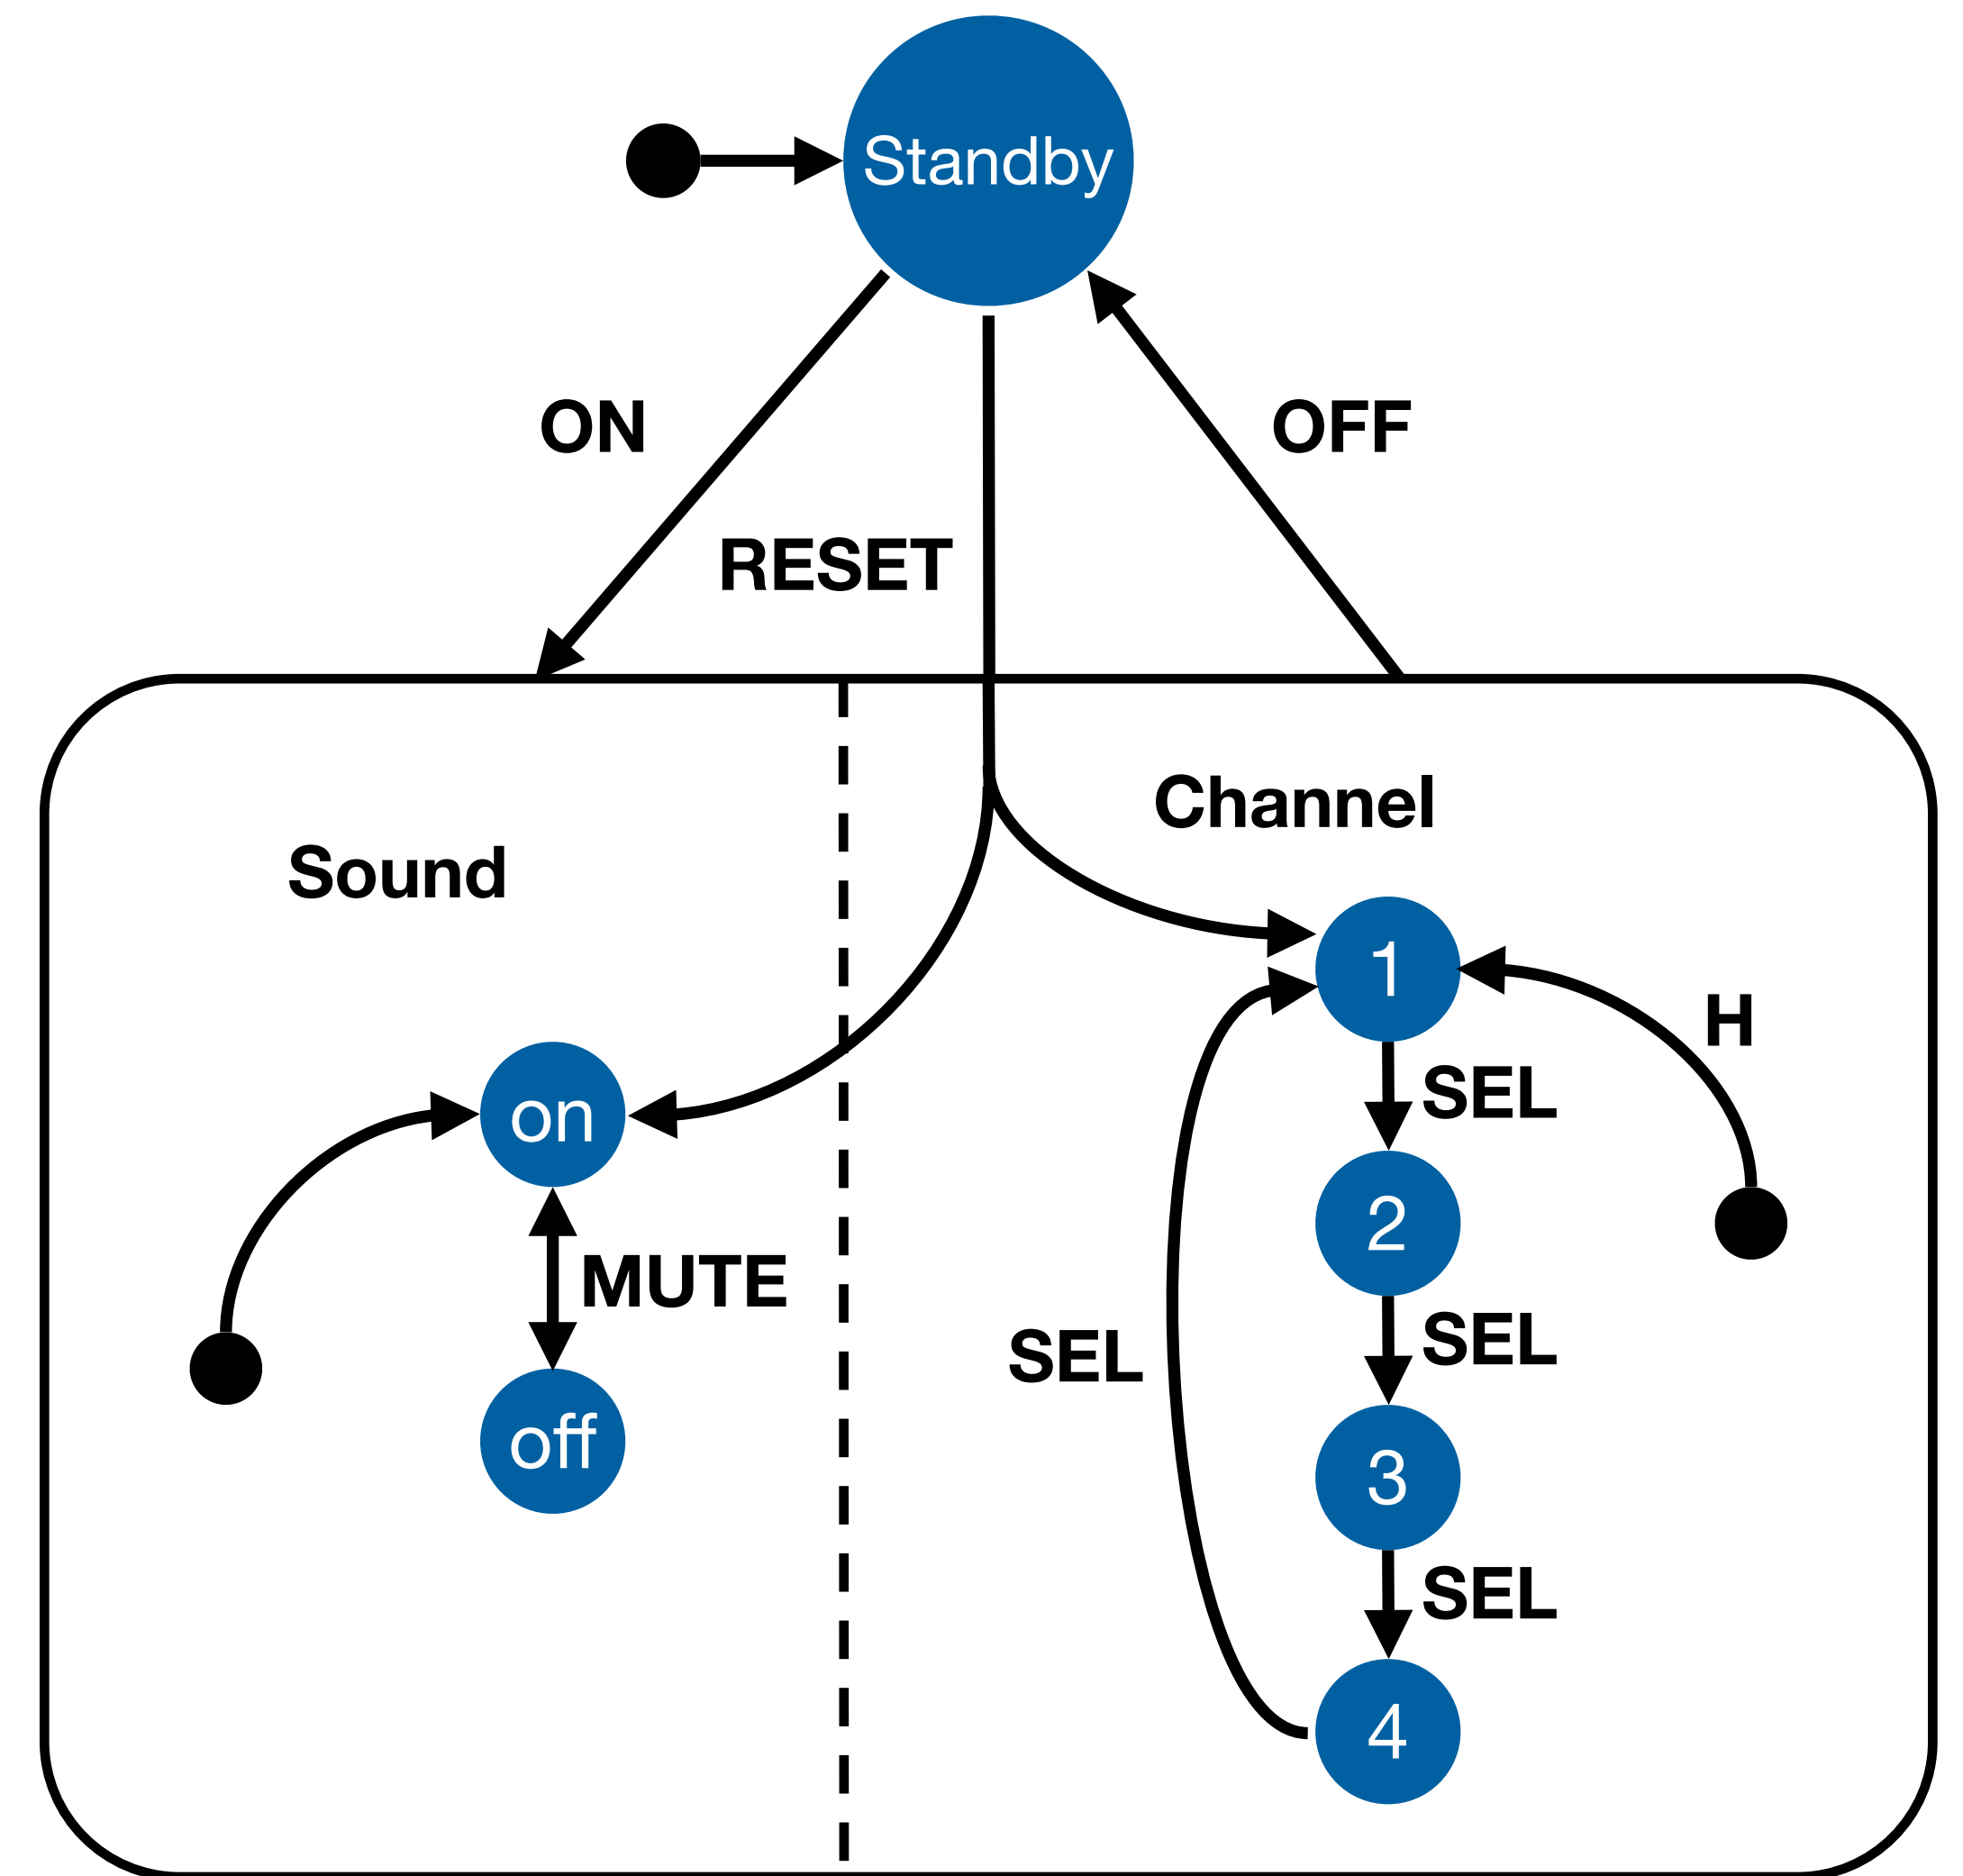 Standby
ON
OFF
RESET
Channel
Sound
1
H
SEL
on
2
MUTE
SEL
SEL
off
3
SEL
4